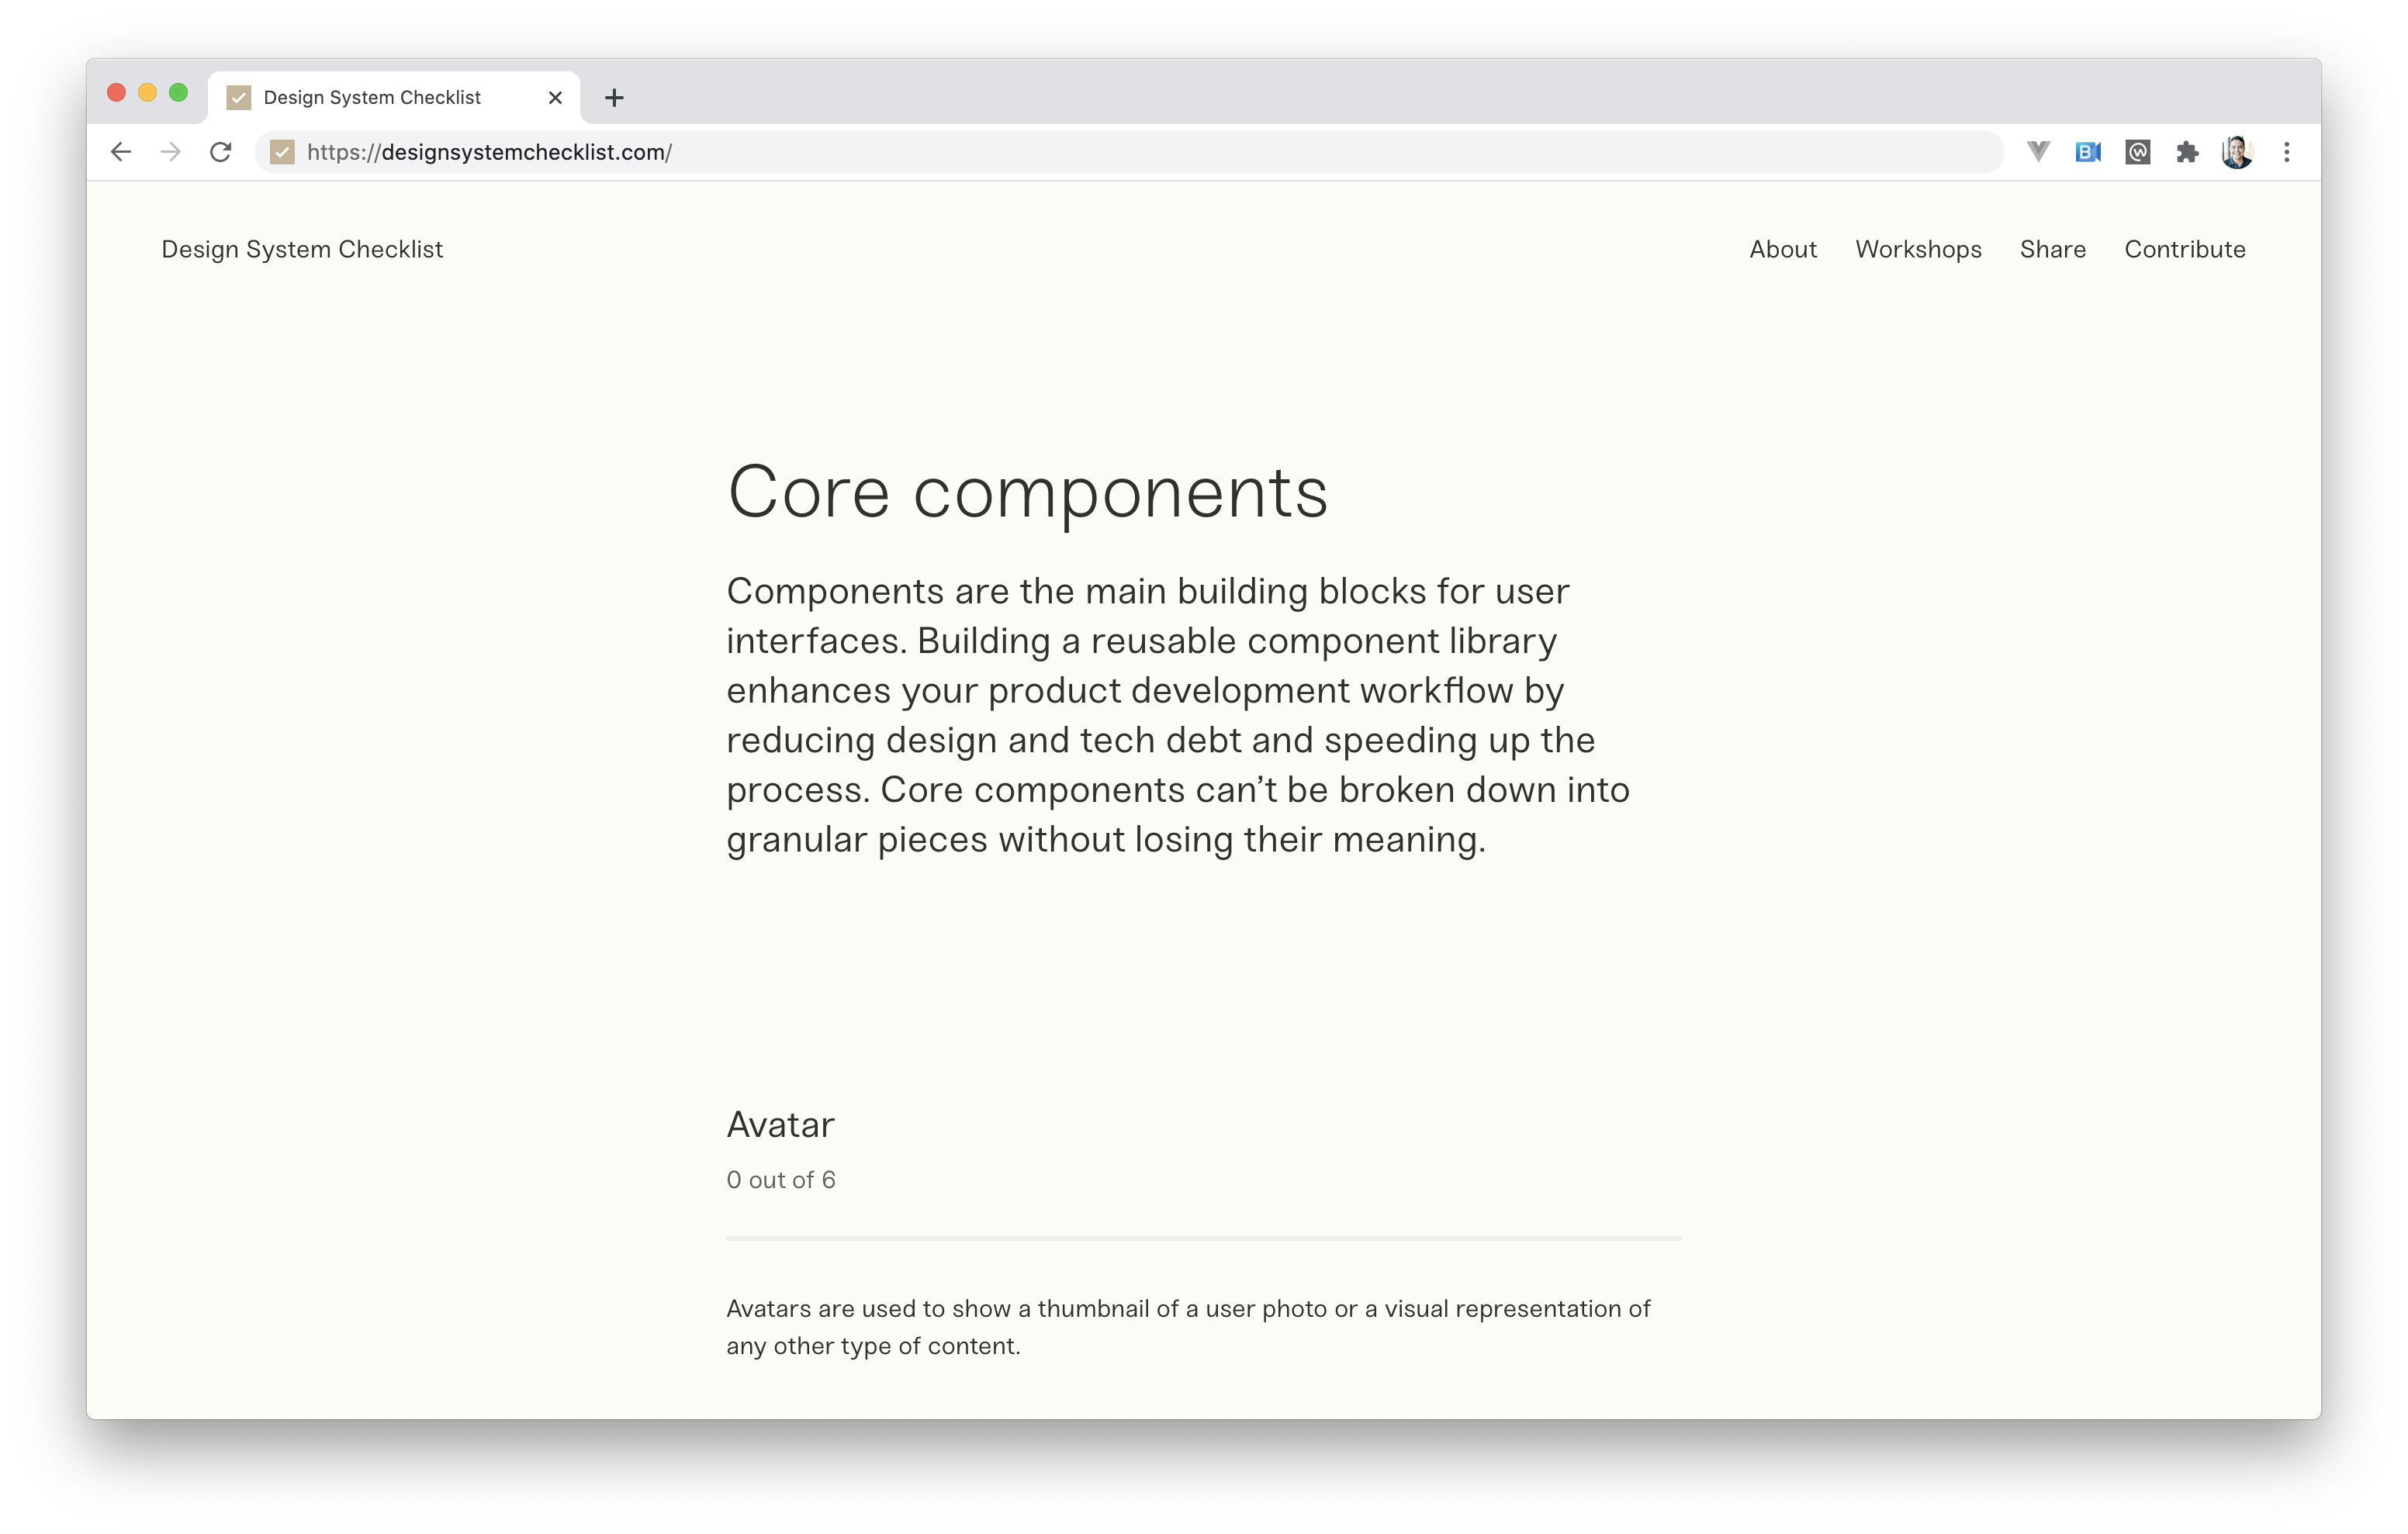 Design System Checklist
https://designsystemchecklist.com/
Design System Checklist
About Workshops Share Contribute
Core components
Components are the main building blocks for user
interfaces. Building a reusable component library
enhances your product development workflow by
reducing design and tech debt and speeding up the
process. Core components can’t be broken down into
granular pieces without losing their meaning.
Avatar
0 out of 6
Avatars are used to show a thumbnail of a user photo or a visual representation of
any other type of content.